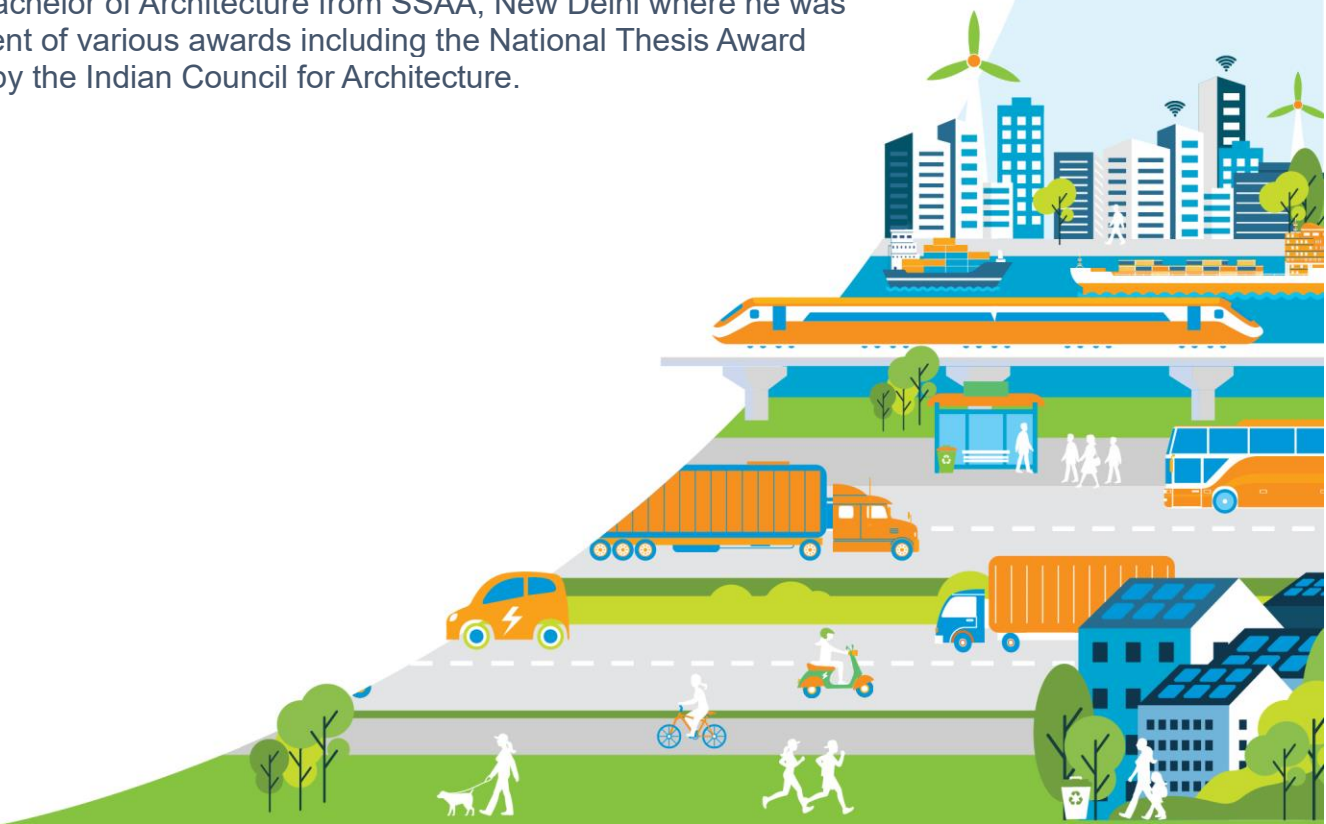 achelor of Architecture from SSAA, New Delhi where he was
ent of various awards including the National Thesis Award
by the Indian Council for Architecture.